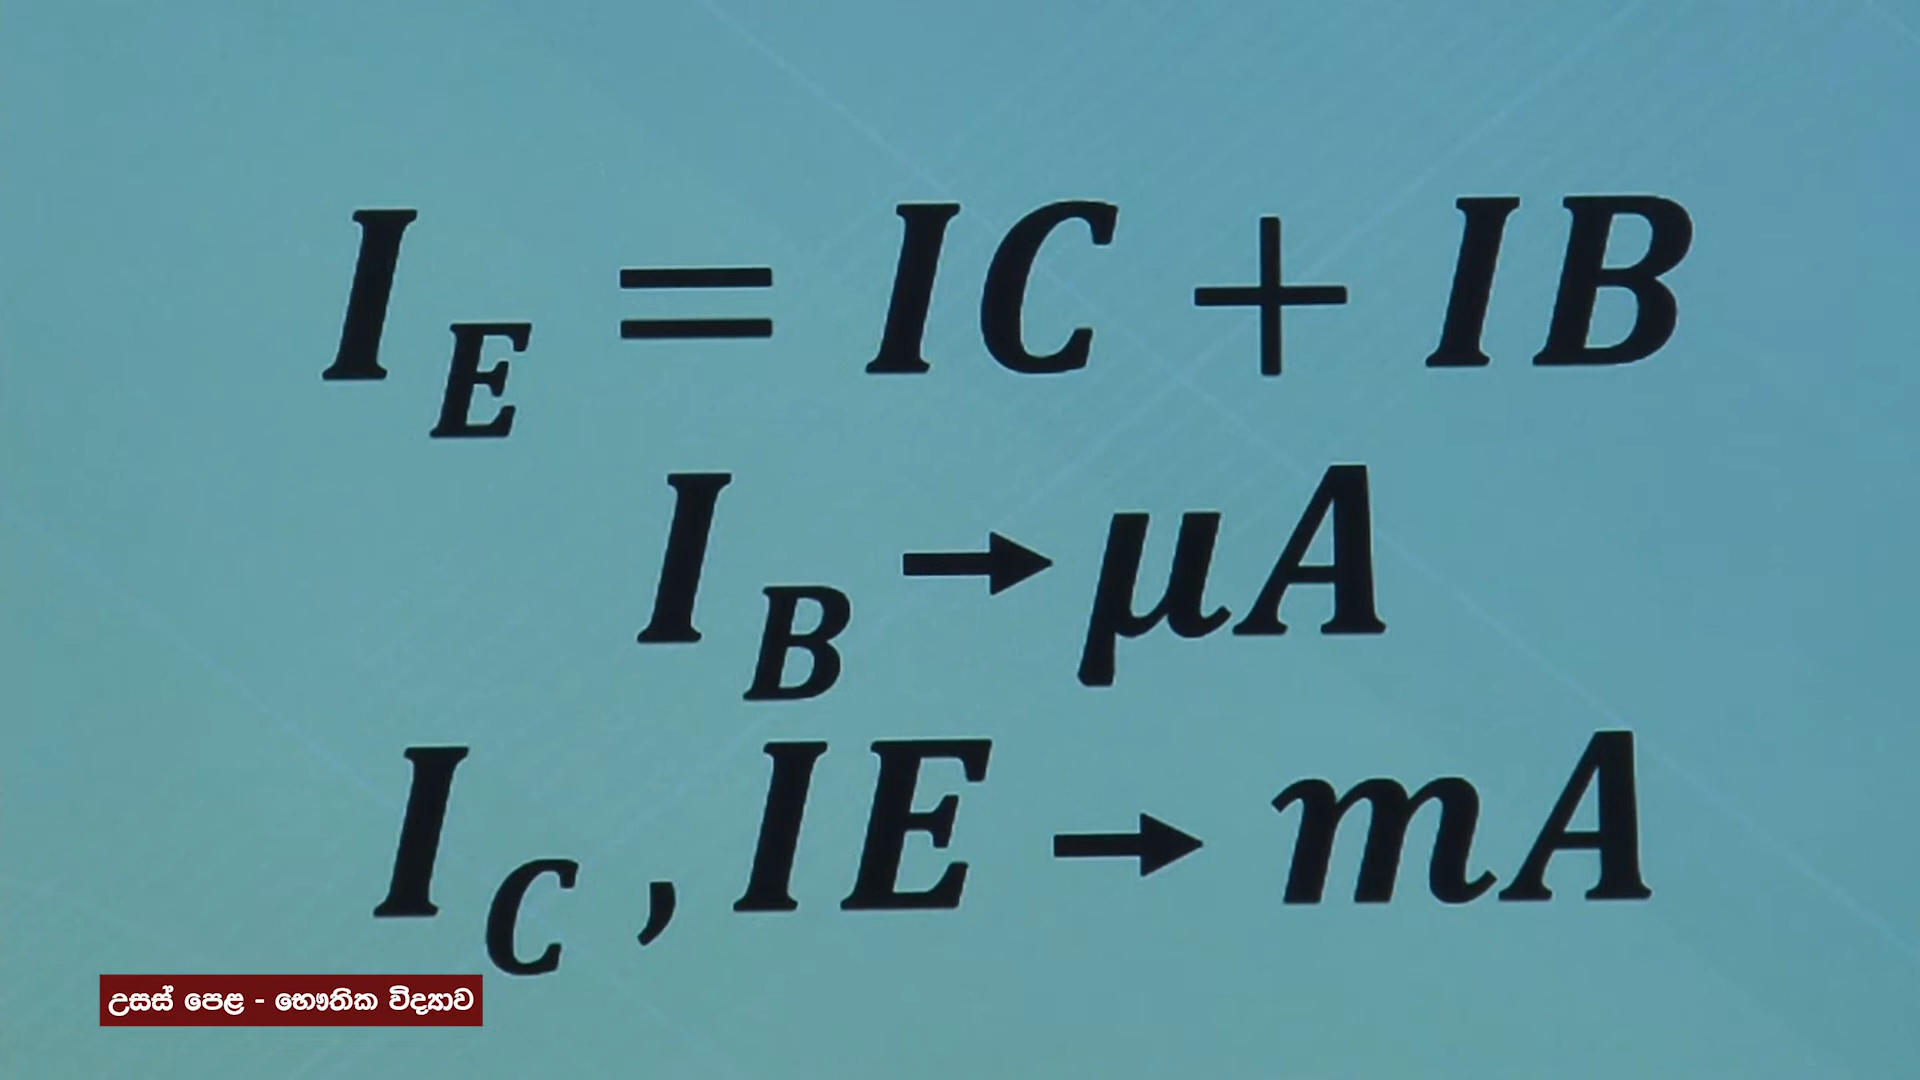 I_E = IC + IB
I_B → μA
I_C , IE → mA
උසස් පෙළ - භෞතික විද්‍යාව